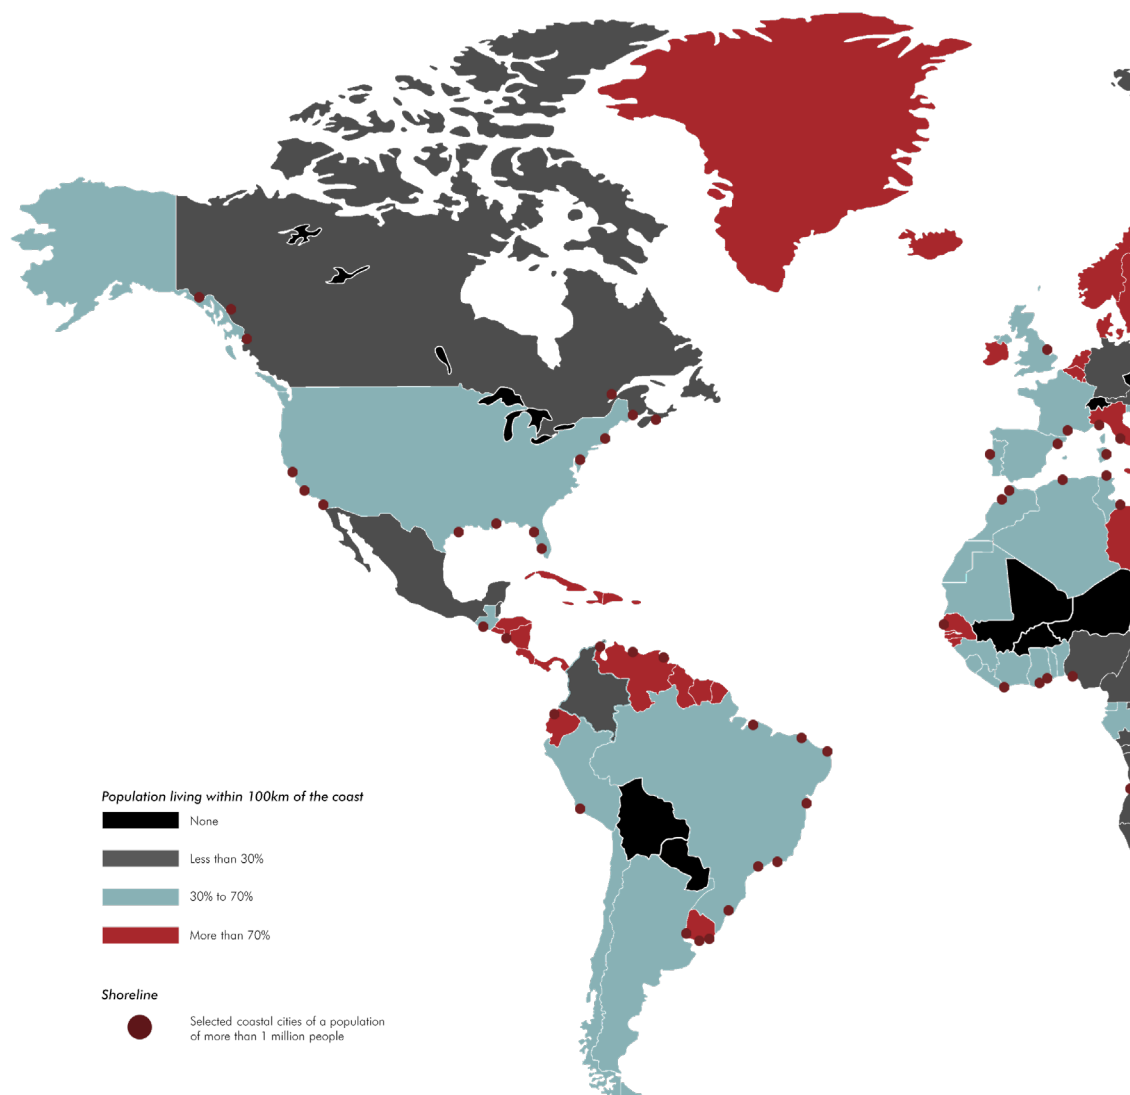 Population living within 100km of the coast
None
Less than 30%
30% to 70%
More than 70%
Shoreline
Selected coastal cities of a population
of more than 1 million people